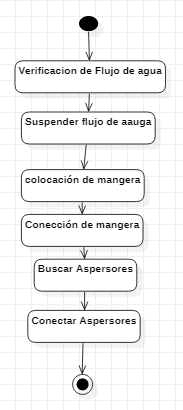 Verificacion de Flujo de agua
Suspender flujo de aauga
colocación de mangera
Conección de mangera
Buscar Aspersores
Conectar Aspersores